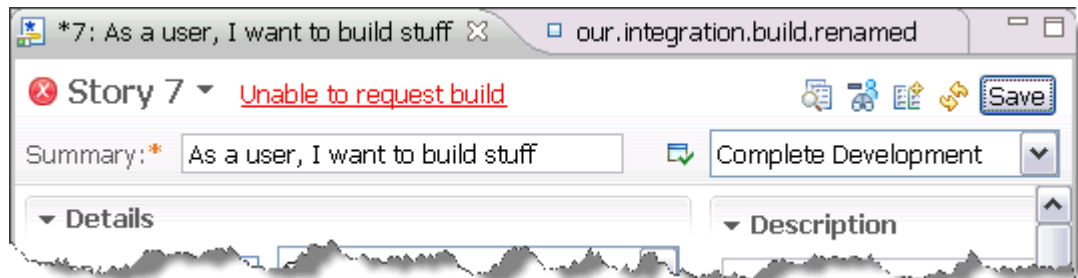 *7: As a user, I want to build stuff our.integration.build.renamed
Story 7 Unable to request build Save
Summary:* As a user, I want to build stuff Complete Development
Details Description